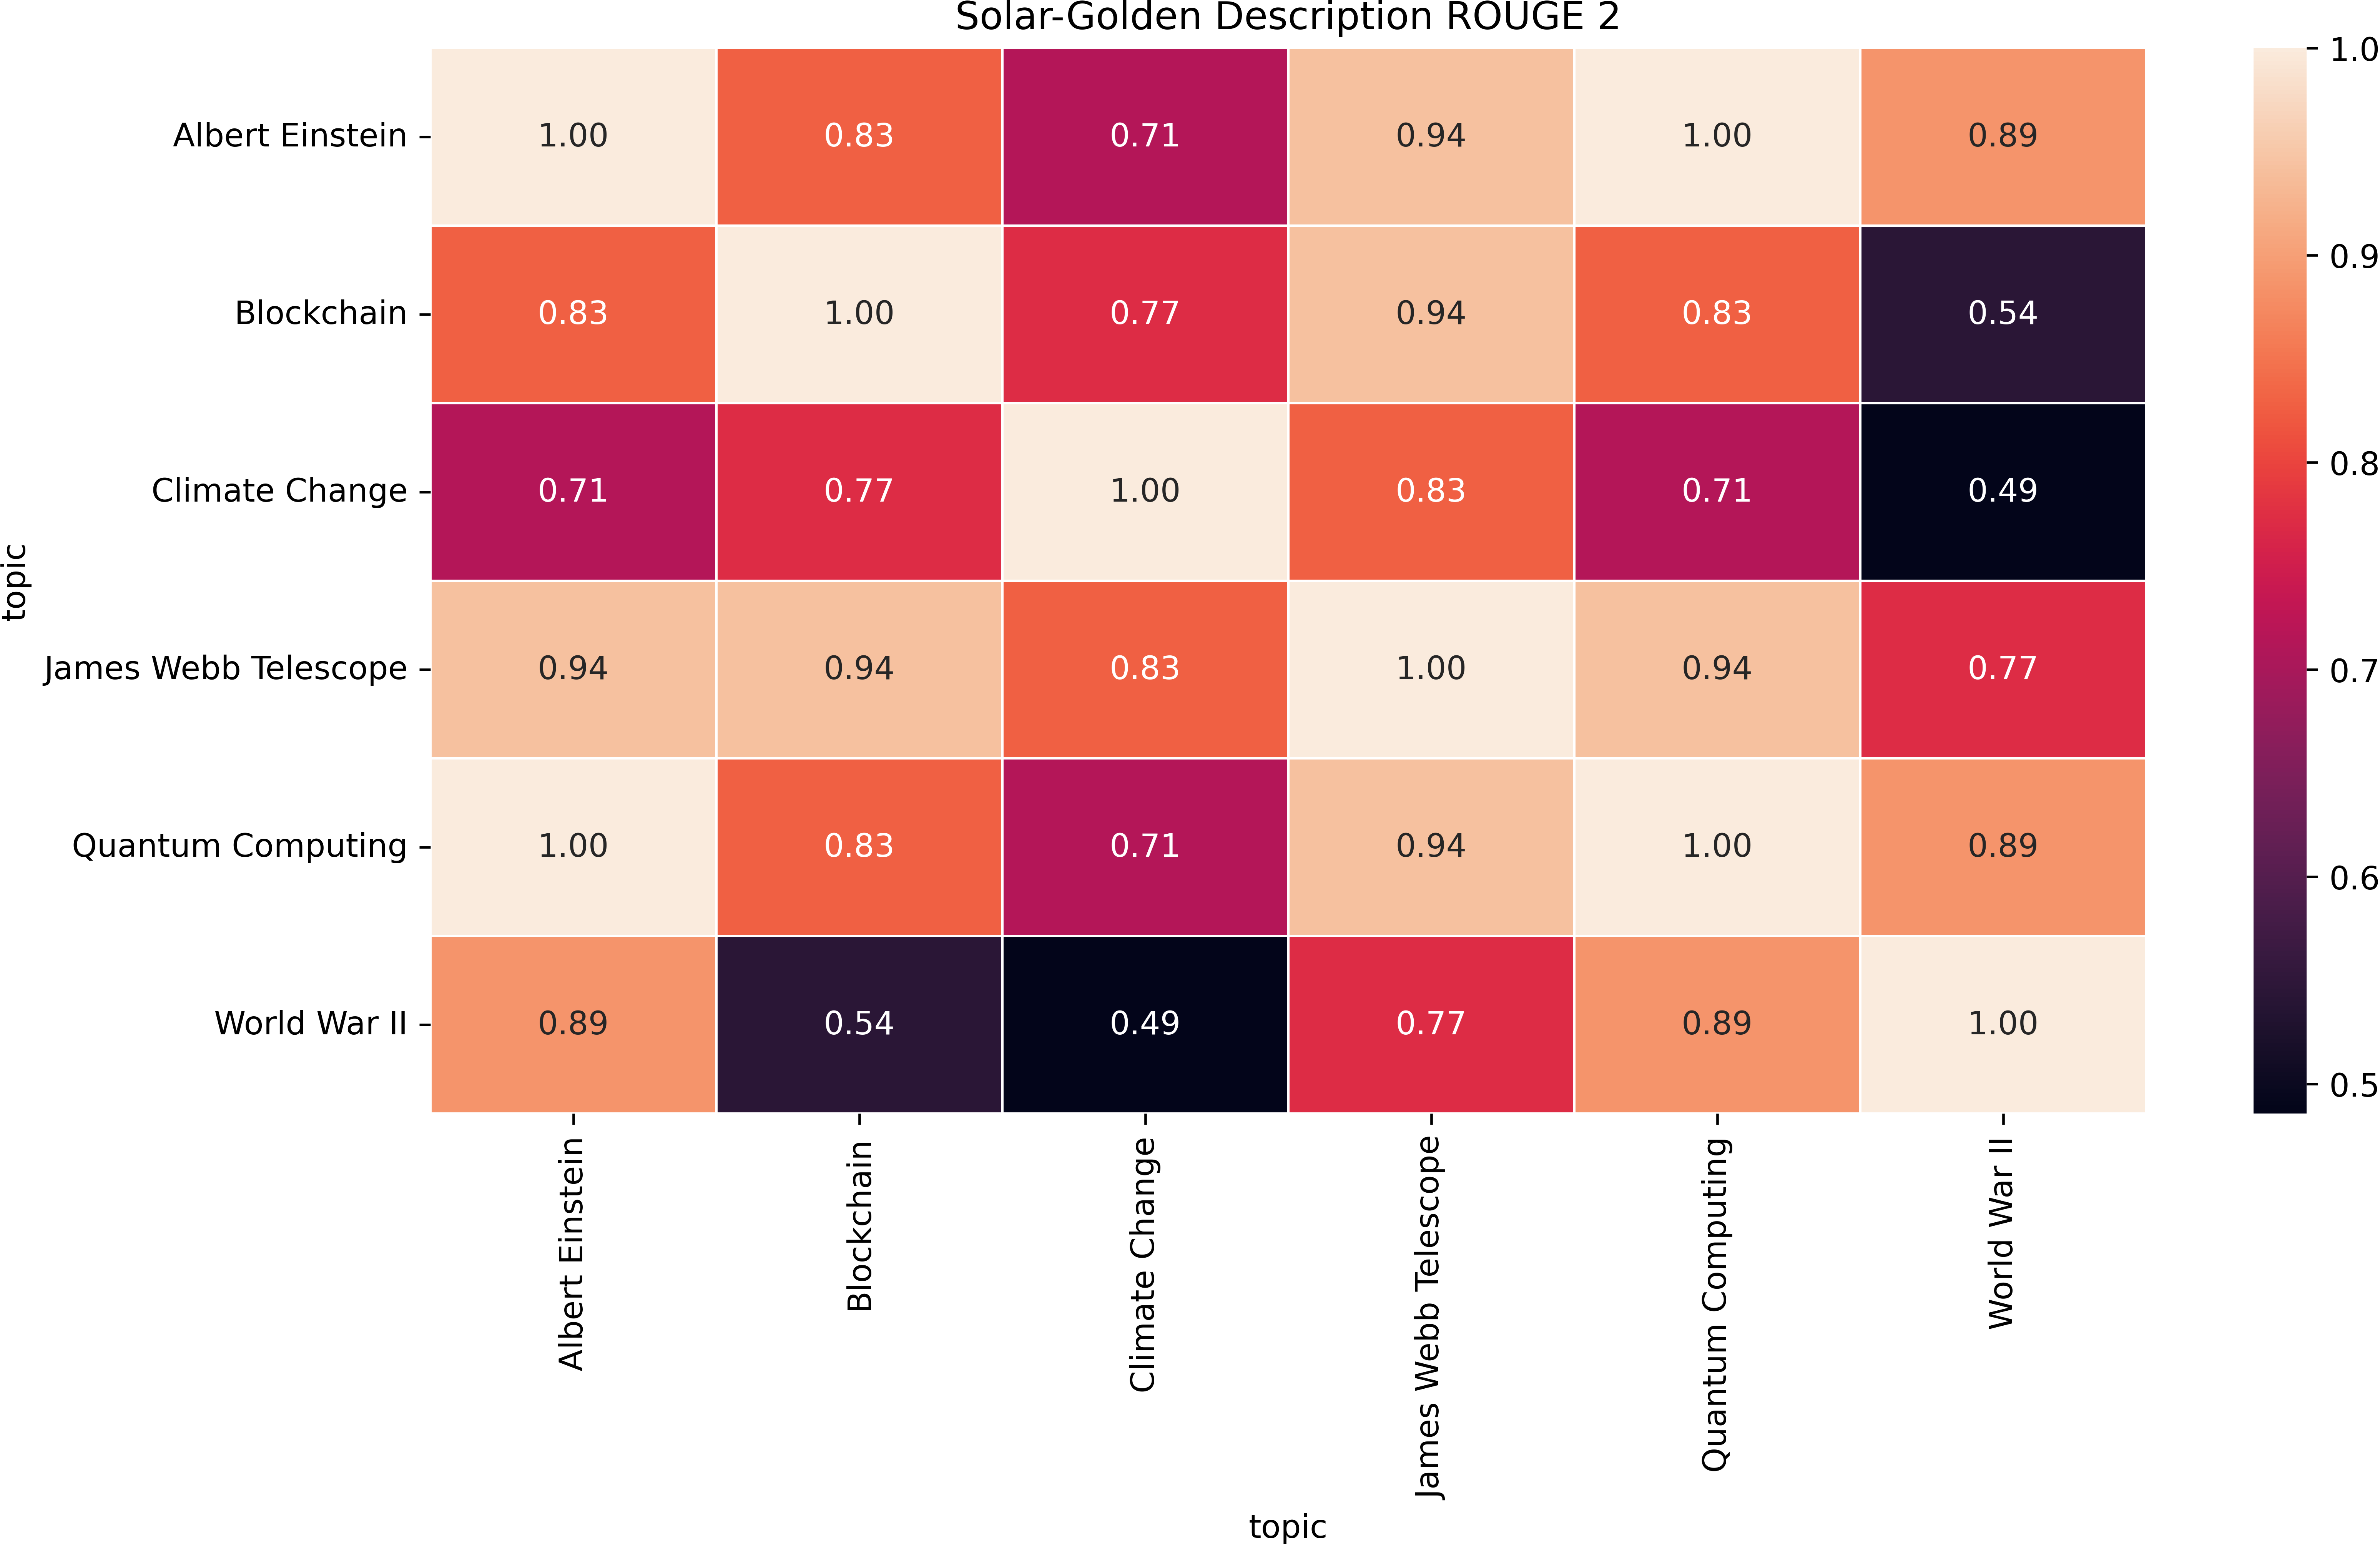 Solar-Golden Description ROUGE 2
Albert Einstein 1.00 0.83 0.71 0.94 1.00 0.89
Blockchain 0.83 1.00 0.77 0.94 0.83 0.54
Climate Change 0.71 0.77 1.00 0.83 0.71 0.49
James Webb Telescope 0.94 0.94 0.83 1.00 0.94 0.77
Quantum Computing 1.00 0.83 0.71 0.94 1.00 0.89
World War II 0.89 0.54 0.49 0.77 0.89 1.00
topic
Albert Einstein
Blockchain
Climate Change
James Webb Telescope
Quantum Computing
World War II
topic
1.0
0.9
0.8
0.7
0.6
0.5